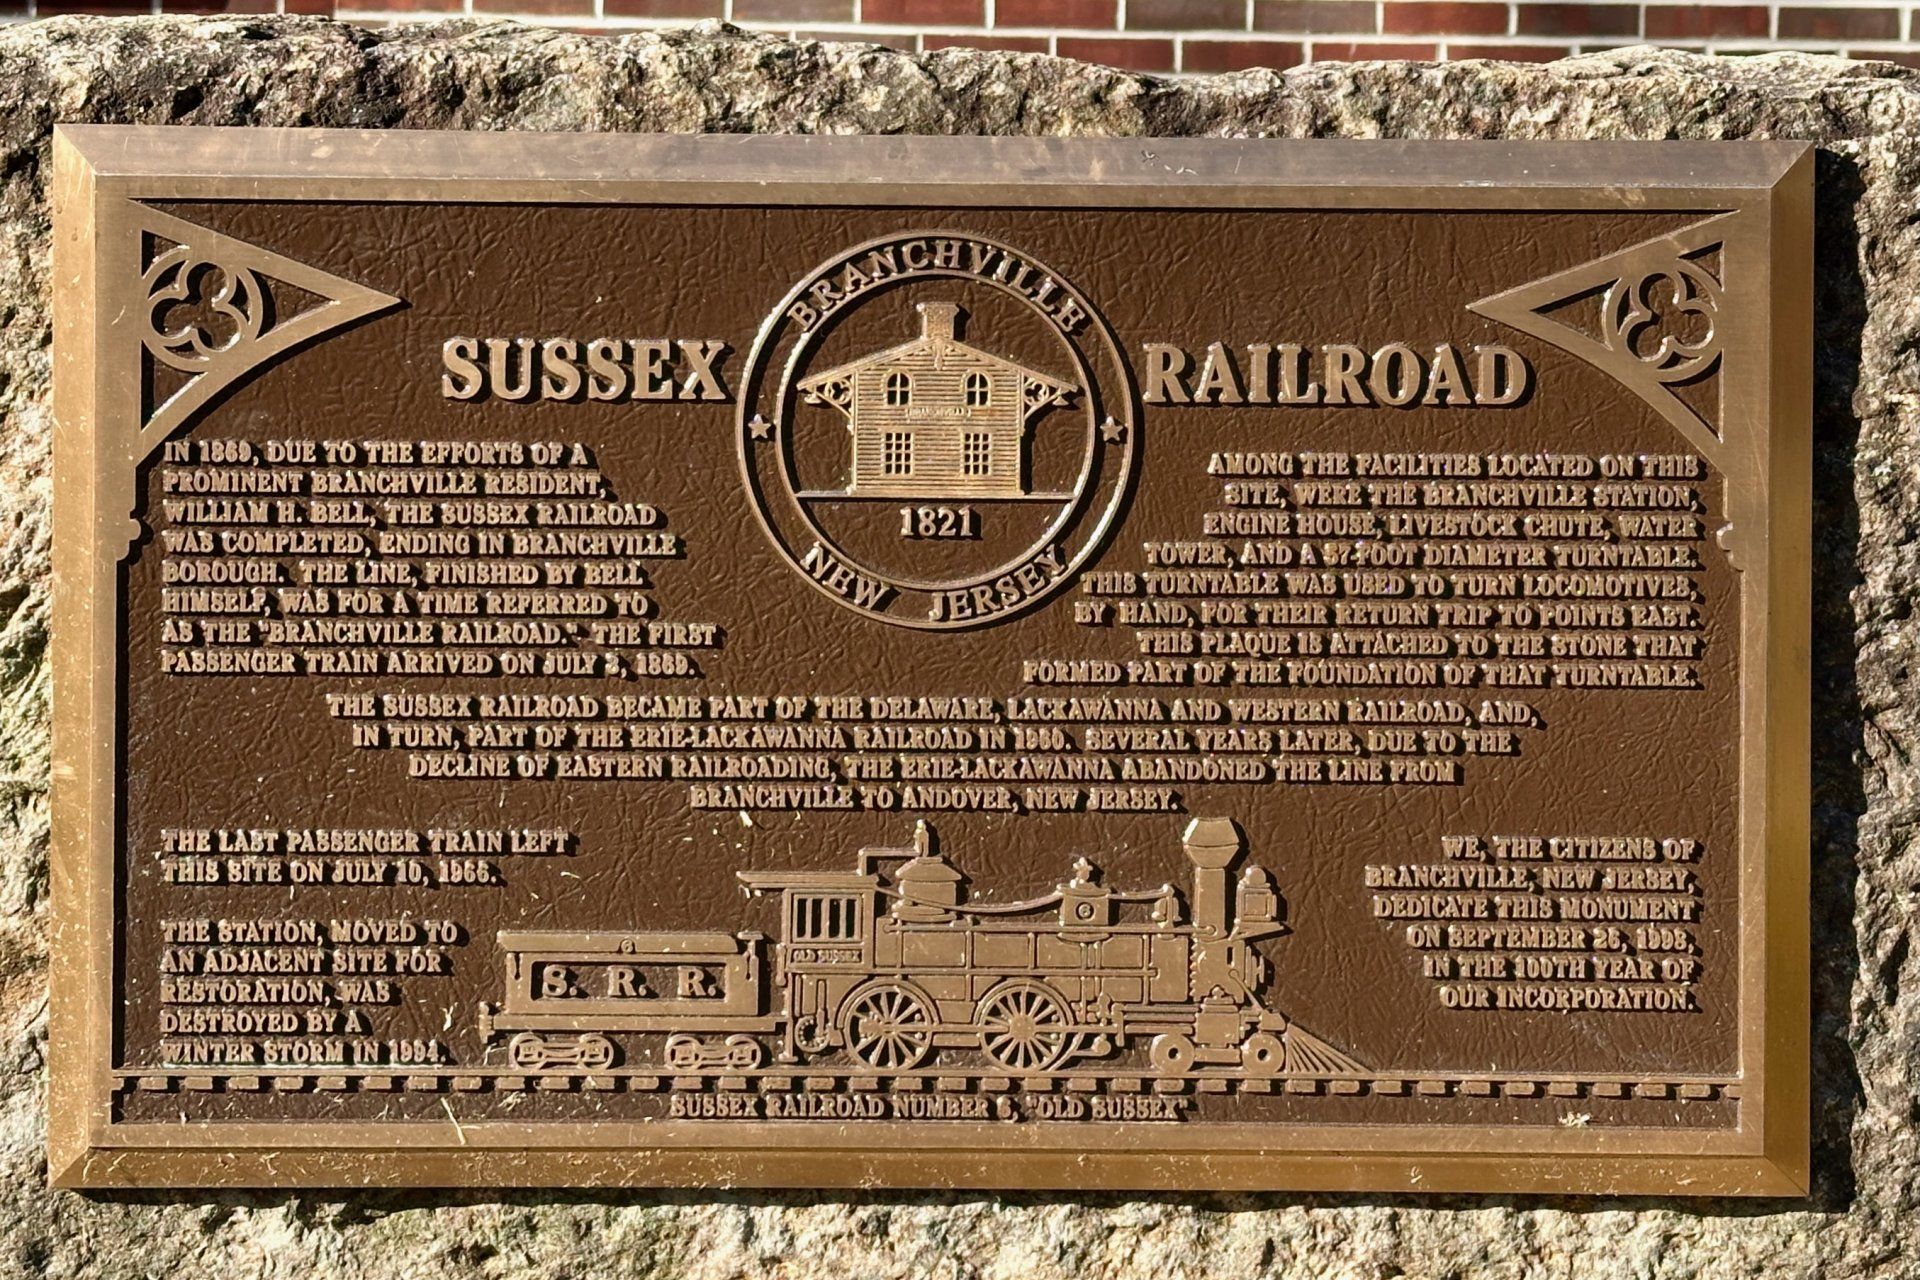 SUSSEX
BRANCHVILLE
BRANCHVILLE
1821
NEW JERSEY
RAILROAD
IN 1869, DUE TO THE EFFORTS OF A
PROMINENT BRANCHVILLE RESIDENT,
WILLIAM H. BELL, THE SUSSEX RAILROAD
WAS COMPLETED, ENDING IN BRANCHVILLE
BOROUGH. THE LINE, FINISHED BY BELL
HIMSELF, WAS FOR A TIME REFERRED TO
AS THE "BRANCHVILLE RAILROAD." THE FIRST
PASSENGER TRAIN ARRIVED ON JULY 3, 1869.
AMONG THE FACILITIES LOCATED ON THIS
SITE, WERE THE BRANCHVILLE STATION,
ENGINE HOUSE, LIVESTOCK CHUTE, WATER
TOWER, AND A 57-FOOT DIAMETER TURNTABLE.
THIS TURNTABLE WAS USED TO TURN LOCOMOTIVES,
BY HAND, FOR THEIR RETURN TRIP TO POINTS EAST.
THIS PLAQUE IS ATTACHED TO THE STONE THAT
FORMED PART OF THE FOUNDATION OF THAT TURNTABLE.
THE SUSSEX RAILROAD BECAME PART OF THE DELAWARE, LACKAWANNA AND WESTERN RAILROAD, AND,
IN TURN, PART OF THE ERIE-LACKAWANNA RAILROAD IN 1960. SEVERAL YEARS LATER, DUE TO THE
DECLINE OF EASTERN RAILROADING, THE ERIE-LACKAWANNA ABANDONED THE LINE FROM
BRANCHVILLE TO ANDOVER, NEW JERSEY.
THE LAST PASSENGER TRAIN LEFT
THIS SITE ON JULY 10, 1966.
THE STATION, MOVED TO
AN ADJACENT SITE FOR
RESTORATION, WAS
DESTROYED BY A
WINTER STORM IN 1994.
6
S. R. R.
OLD SUSSEX
6
WE, THE CITIZENS OF
BRANCHVILLE, NEW JERSEY,
DEDICATE THIS MONUMENT
ON SEPTEMBER 26, 1998,
IN THE 100TH YEAR OF
OUR INCORPORATION.
SUSSEX RAILROAD NUMBER 6, "OLD SUSSEX"